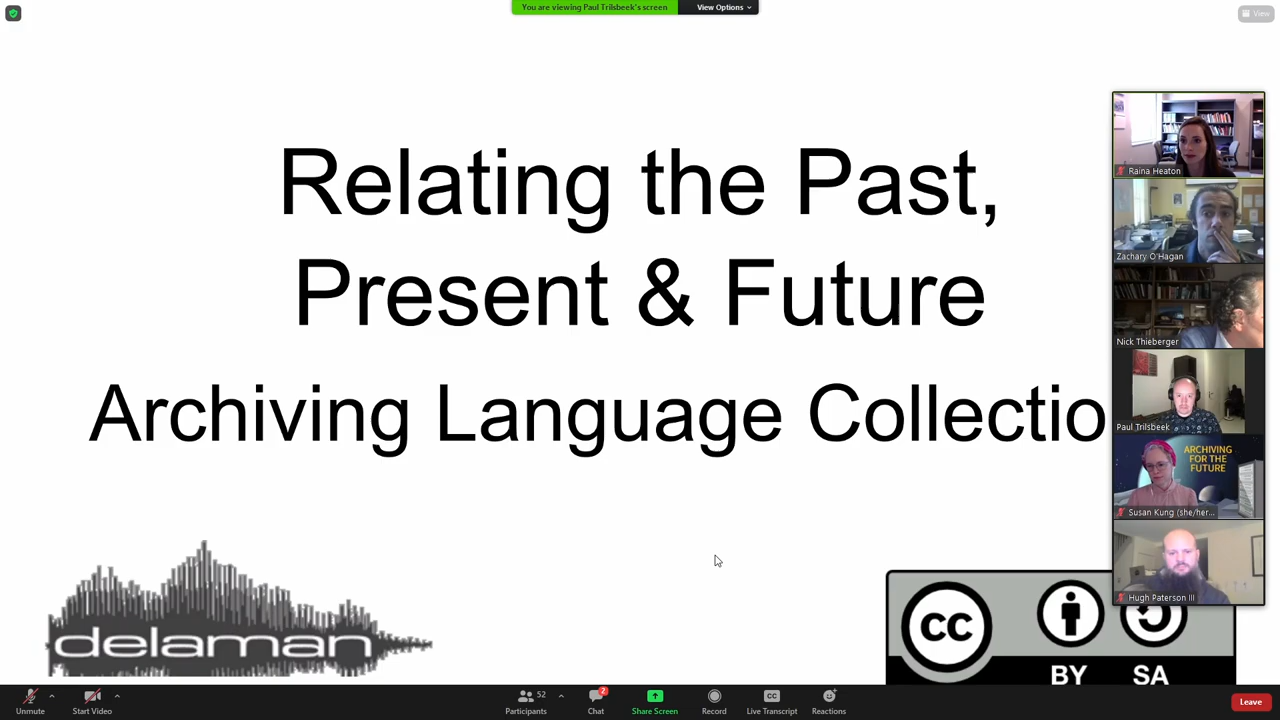 You are viewing Paul Trilsbeek's screen
View Options
View
Relating the Past,
Present & Future
Archiving Language Collectio
delaman
cc
BY SA
Raina Heaton
Zachary O'Hagan
Nick Thieberger
Paul Trilsbeek
ARCHIVING
FOR THE
FUTURE
Susan Kung (she/her...
Hugh Paterson III
Unmute
Start Video
52
Participants
2
Chat
Share Screen
Record
CC
Live Transcript
Reactions
Leave